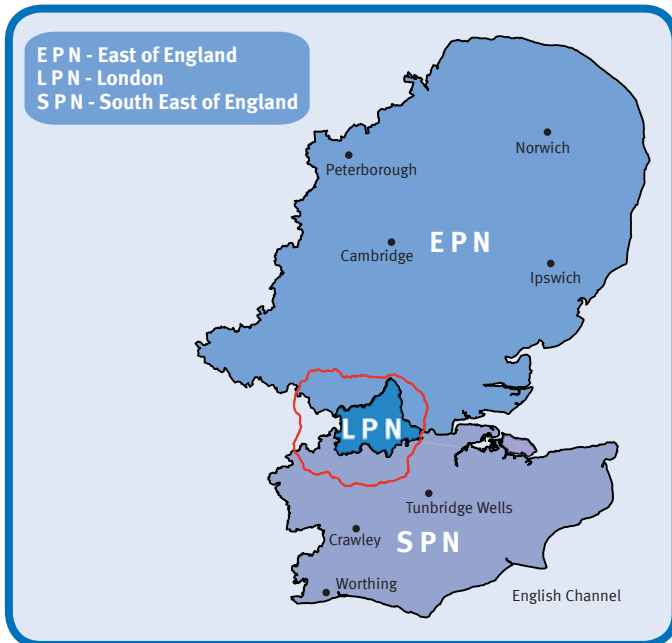 E P N - East of England
L P N - London
S P N - South East of England
Norwich
Peterborough
E P N
Cambridge
Ipswich
L P N
Tunbridge Wells
Crawley
S P N
Worthing
English Channel